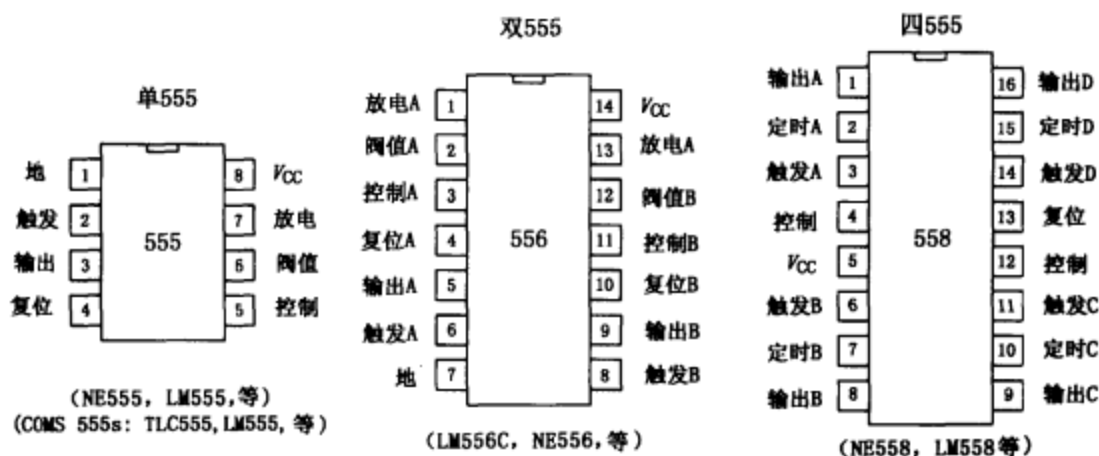 单555
地 1 8 VCC
触发 2 7 放电
555
输出 3 6 阀值
复位 4 5 控制
(NE555, LM555,等)
(COMS 555s: TLC555,LM555,等)
双555
放电A 1 14 VCC
阀值A 2 13 放电A
控制A 3 12 阀值B
复位A 4 556 11 控制B
输出A 5 10 复位B
触发A 6 9 输出B
地 7 8 触发B
(LM556C, NE556,等)
四555
输出A 1 16 输出D
定时A 2 15 定时D
触发A 3 14 触发D
控制 4 558 13 复位
VCC 5 12 控制
触发B 6 11 触发C
定时B 7 10 定时C
输出B 8 9 输出C
(NE558, LM558等)